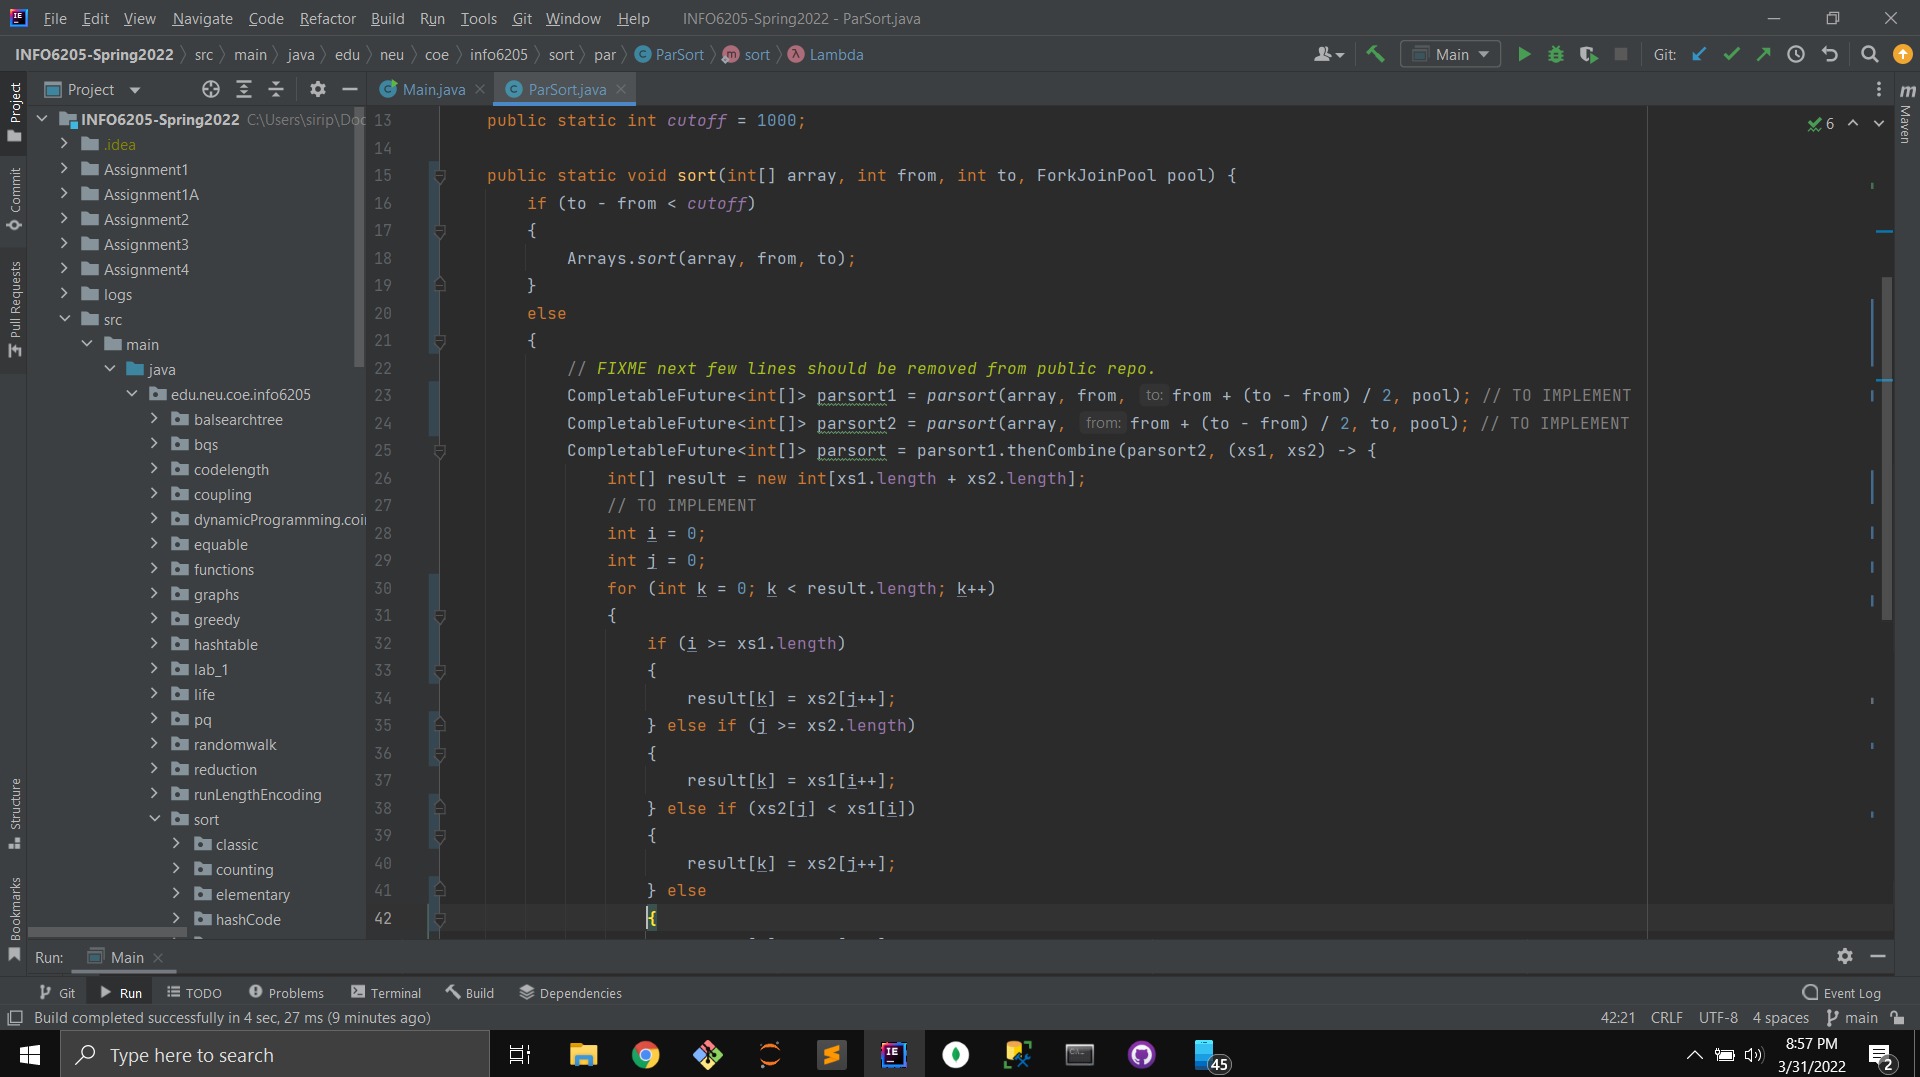 File Edit View Navigate Code Refactor Build Run Tools Git Window Help INFO6205-Spring2022 - ParSort.java
INFO6205-Spring2022 src main java edu neu coe info6205 sort par ParSort sort Lambda Main Git:
Project
Main.java ParSort.java
Project
Commit
Pull Requests
Structure
Bookmarks
Maven
INFO6205-Spring2022 C:\Users\sirip\Doc
.idea
Assignment1
Assignment1A
Assignment2
Assignment3
Assignment4
logs
src
main
java
edu.neu.coe.info6205
balsearchtree
bqs
codelength
coupling
dynamicProgramming.coi
equable
functions
graphs
greedy
hashtable
lab_1
life
pq
randomwalk
reduction
runLengthEncoding
sort
classic
counting
elementary
hashCode
6
13 public static int cutoff = 1000;
14
15 public static void sort(int[] array, int from, int to, ForkJoinPool pool) {
16 if (to - from < cutoff)
17 {
18 Arrays.sort(array, from, to);
19 }
20 else
21 {
22 // FIXME next few lines should be removed from public repo.
23 CompletableFuture<int[]> parsort1 = parsort(array, from, to: from + (to - from) / 2, pool); // TO IMPLEMENT
24 CompletableFuture<int[]> parsort2 = parsort(array, from: from + (to - from) / 2, to, pool); // TO IMPLEMENT
25 CompletableFuture<int[]> parsort = parsort1.thenCombine(parsort2, (xs1, xs2) -> {
26 int[] result = new int[xs1.length + xs2.length];
27 // TO IMPLEMENT
28 int i = 0;
29 int j = 0;
30 for (int k = 0; k < result.length; k++)
31 {
32 if (i >= xs1.length)
33 {
34 result[k] = xs2[j++];
35 } else if (j >= xs2.length)
36 {
37 result[k] = xs1[i++];
38 } else if (xs2[j] < xs1[i])
39 {
40 result[k] = xs2[j++];
41 } else
42 {
Run: Main
Git Run TODO Problems Terminal Build Dependencies Event Log
Build completed successfully in 4 sec, 27 ms (9 minutes ago) 42:21 CRLF UTF-8 4 spaces main
Type here to search 45 8:57 PM
3/31/2022 2